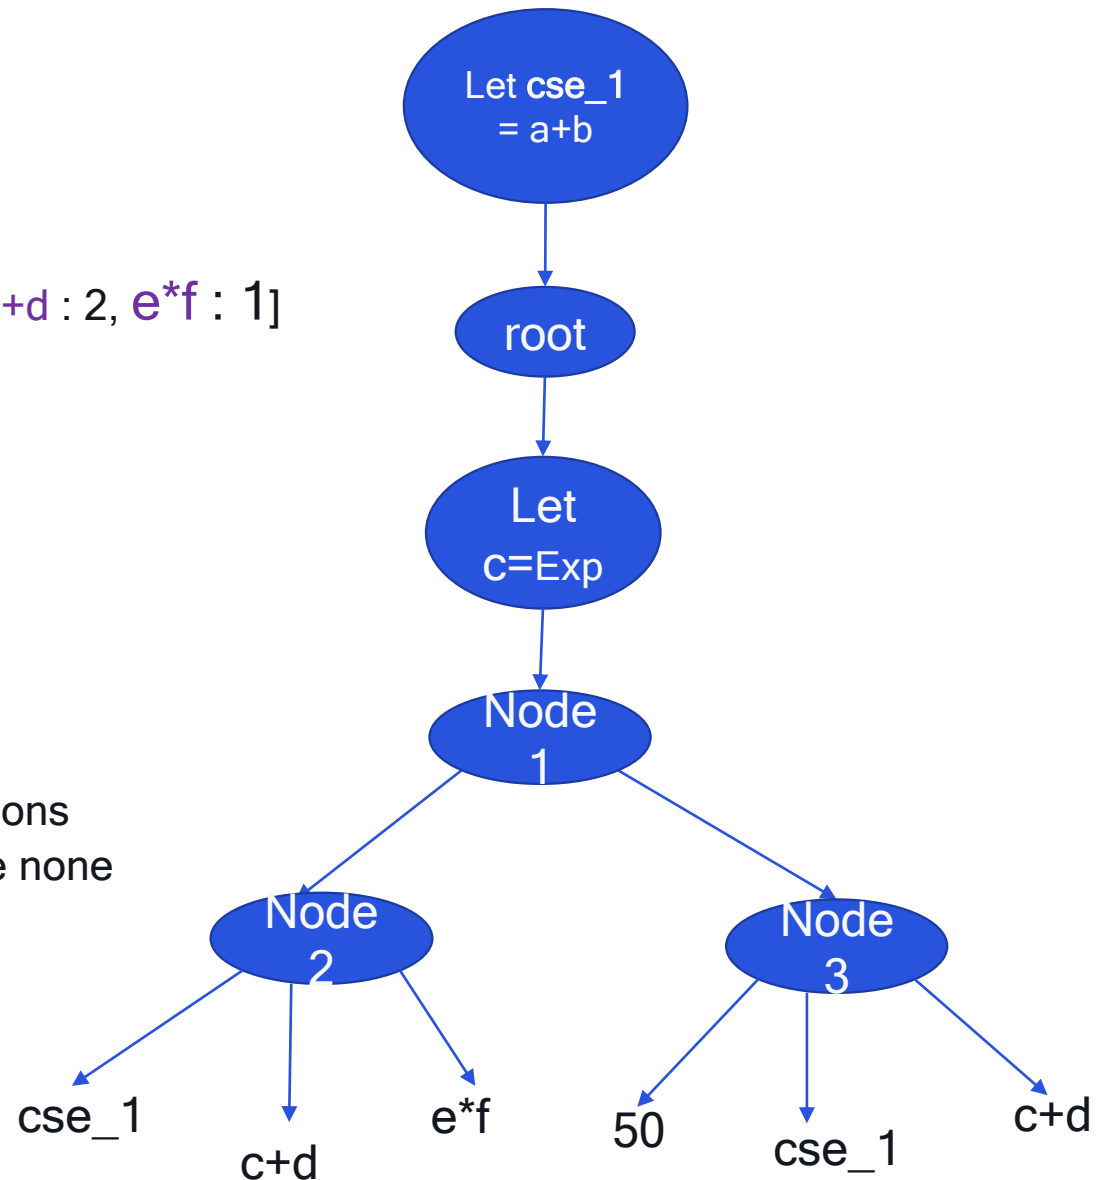 Let cse_1
= a+b
+d : 2, e*f : 1]
root
Let
c=Exp
Node
1
ons
e none
Node
2
Node
3
cse_1
c+d
e*f
50
cse_1
c+d